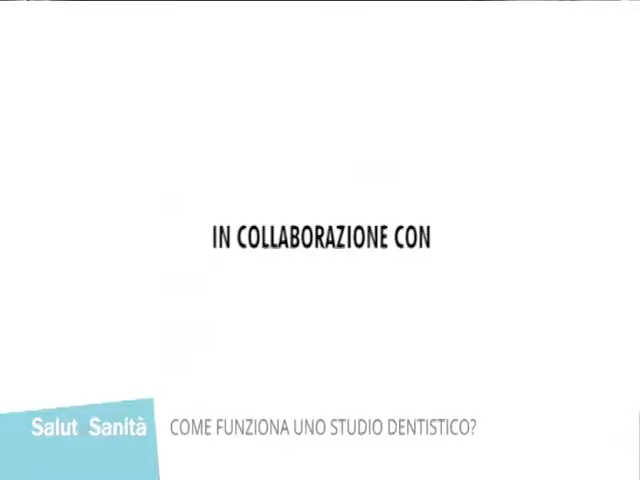 IN COLLABORAZIONE CON
Salut Sanità
COME FUNZIONA UNO STUDIO DENTISTICO?